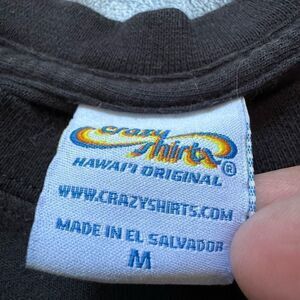 crazy
shirts
®
HAWAI'I ORIGINAL
WWW.CRAZYSHIRTS.COM
MADE IN EL SALVADOR
M